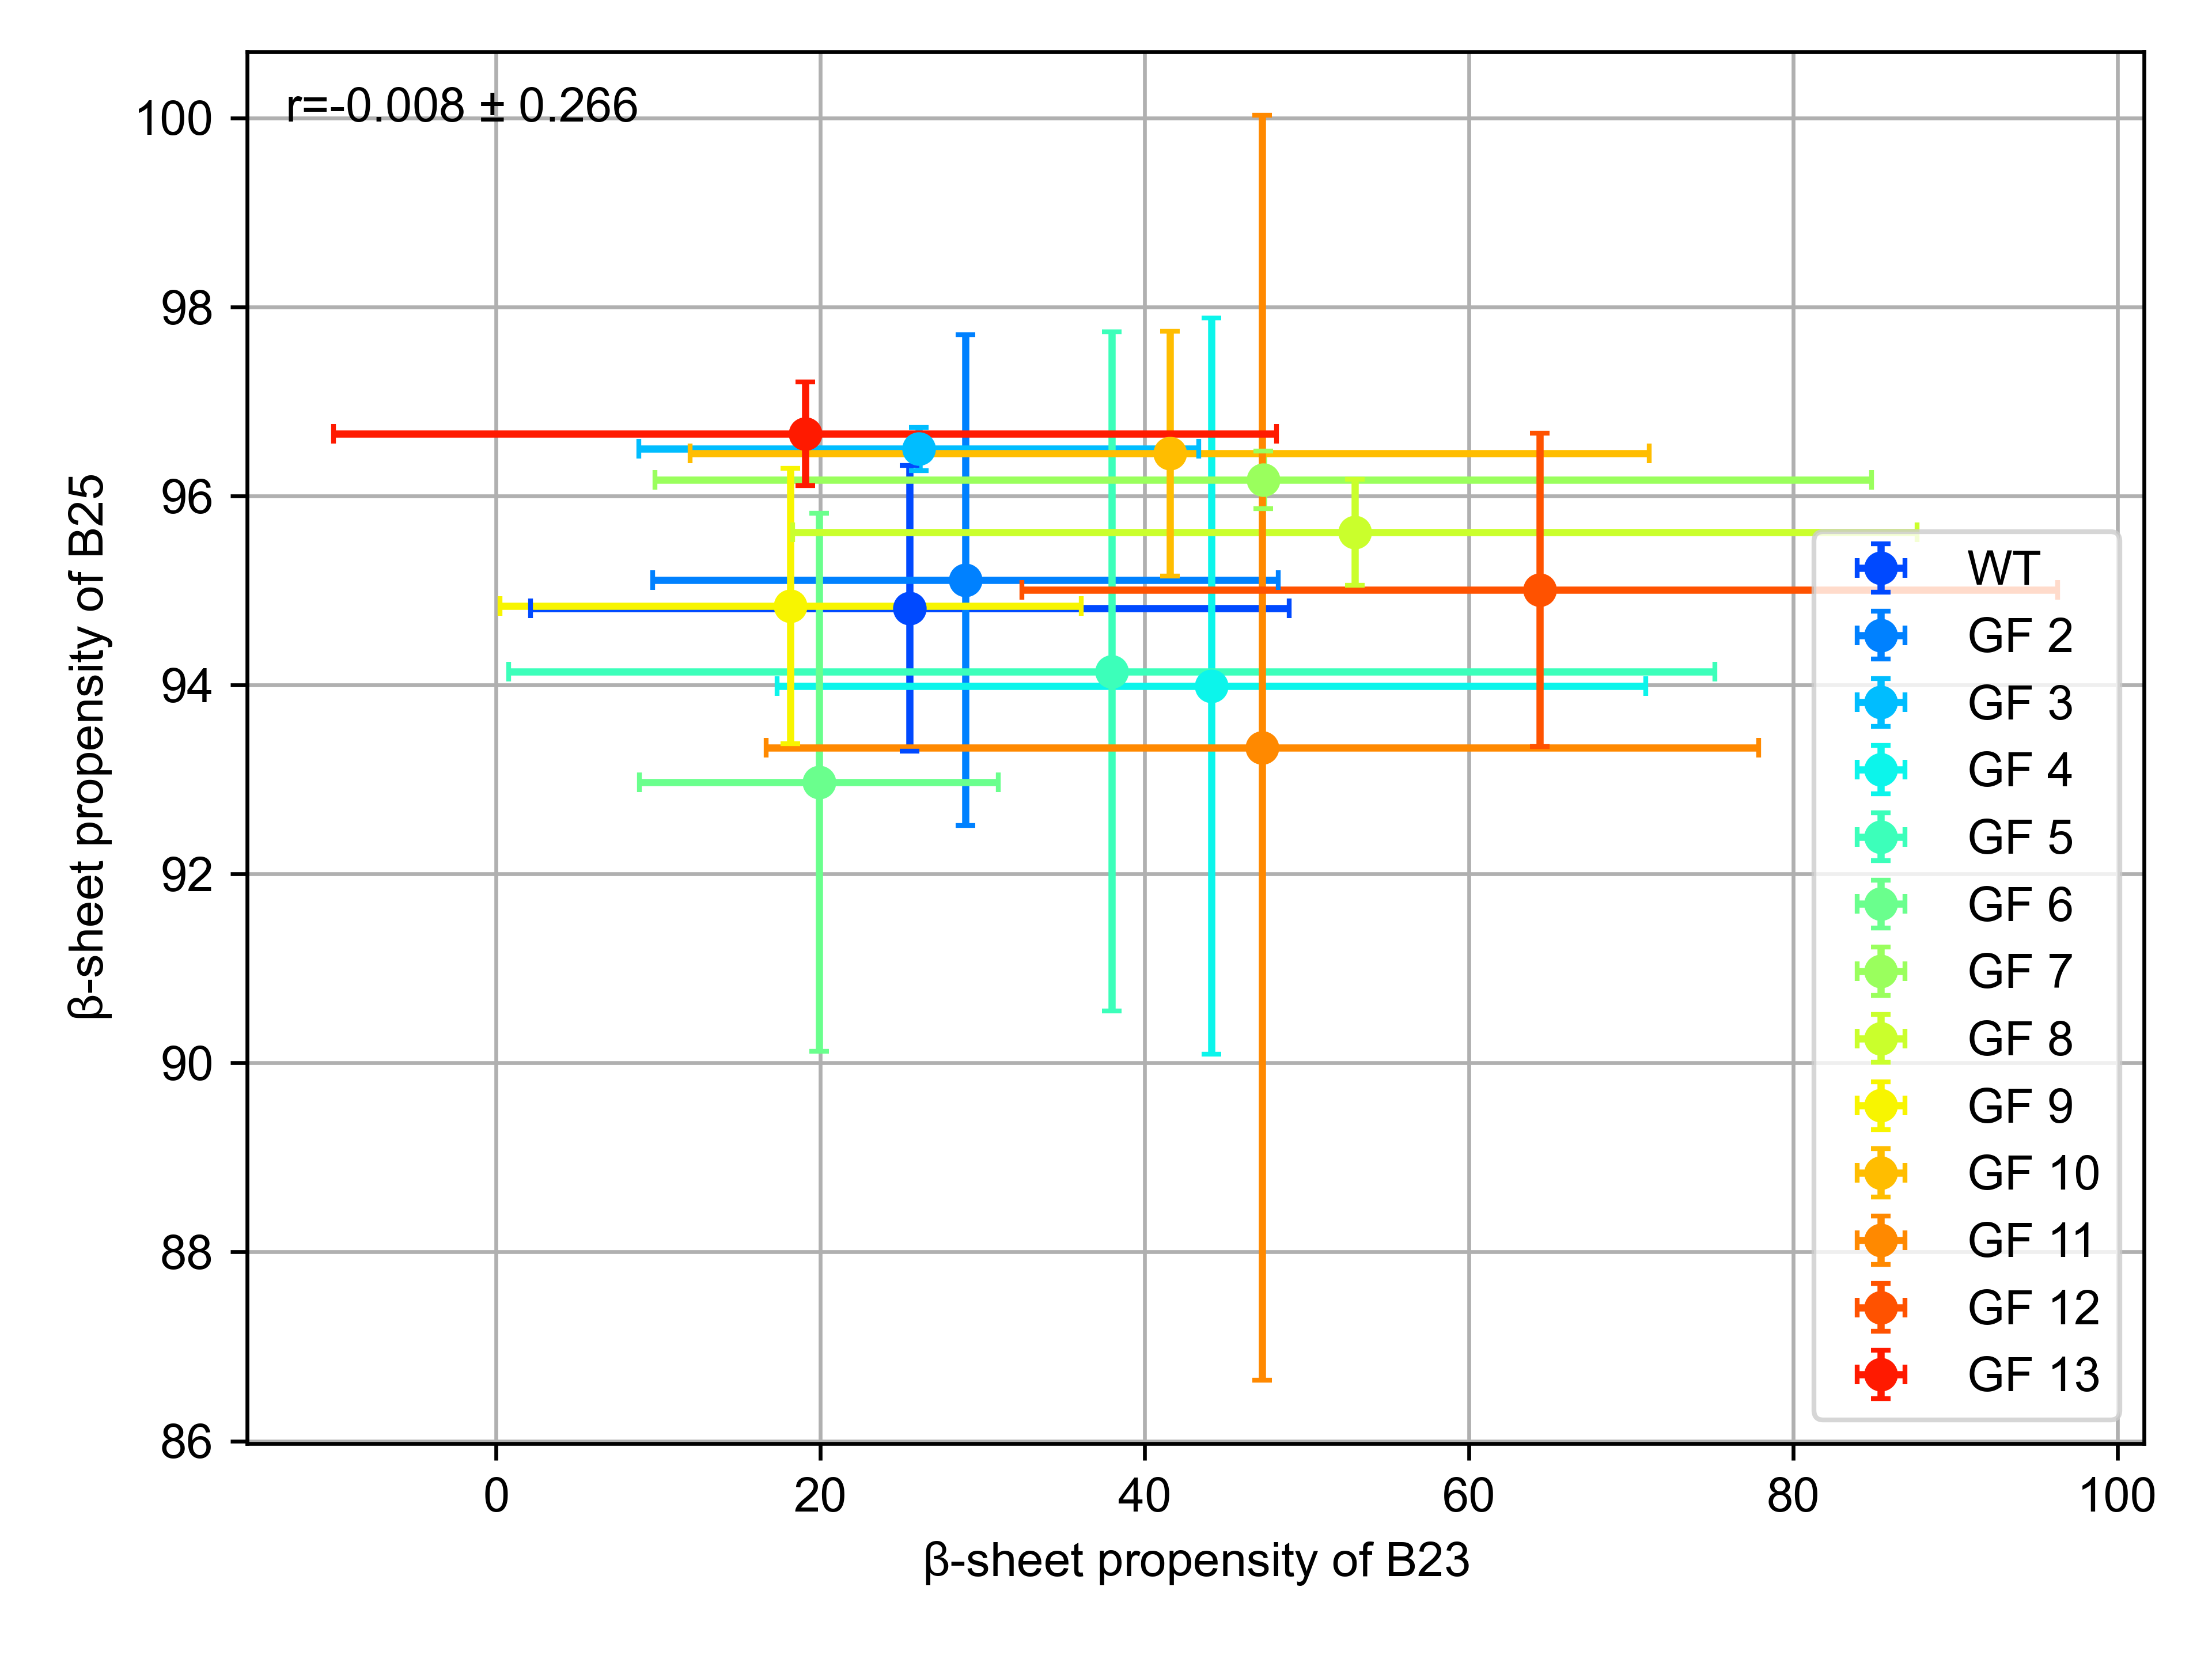 r=-0.008 ± 0.266
100
98
96
94
92
90
88
86
β-sheet propensity of B25
0
20
40
60
80
100
β-sheet propensity of B23
WT
GF 2
GF 3
GF 4
GF 5
GF 6
GF 7
GF 8
GF 9
GF 10
GF 11
GF 12
GF 13